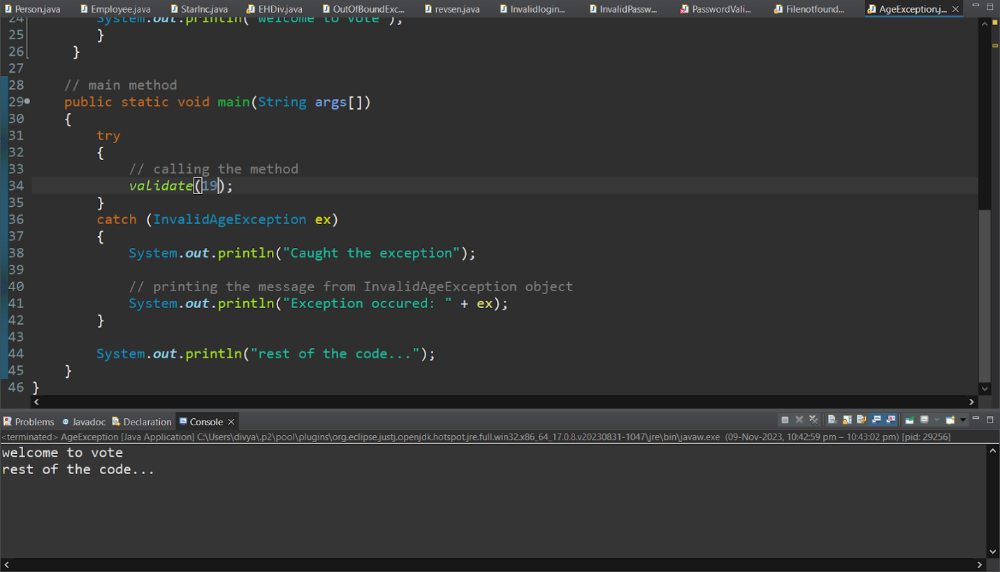 Person.java Employee.java StarInc.java EHDiv.java OutOfBoundExc... revsen.java Invalidlogin... InvalidPassw... PasswordVali... Filenotfound... AgeException.j...
24 System.out.println("welcome to vote");
25 }
26 }
27
28 // main method
29 public static void main(String args[])
30 {
31 try
32 {
33 // calling the method
34 validate(19);
35 }
36 catch (InvalidAgeException ex)
37 {
38 System.out.println("Caught the exception");
39
40 // printing the message from InvalidAgeException object
41 System.out.println("Exception occured: " + ex);
42 }
43
44 System.out.println("rest of the code...");
45 }
46 }
Problems Javadoc Declaration Console
<terminated> AgeException [Java Application] C:\Users\divya\.p2\pool\plugins\org.eclipse.justj.openjdk.hotspot.jre.full.win32.x86_64_17.0.8.v20230831-1047\jre\bin\javaw.exe (09-Nov-2023, 10:42:59 pm – 10:43:02 pm) [pid: 29256]
welcome to vote
rest of the code...